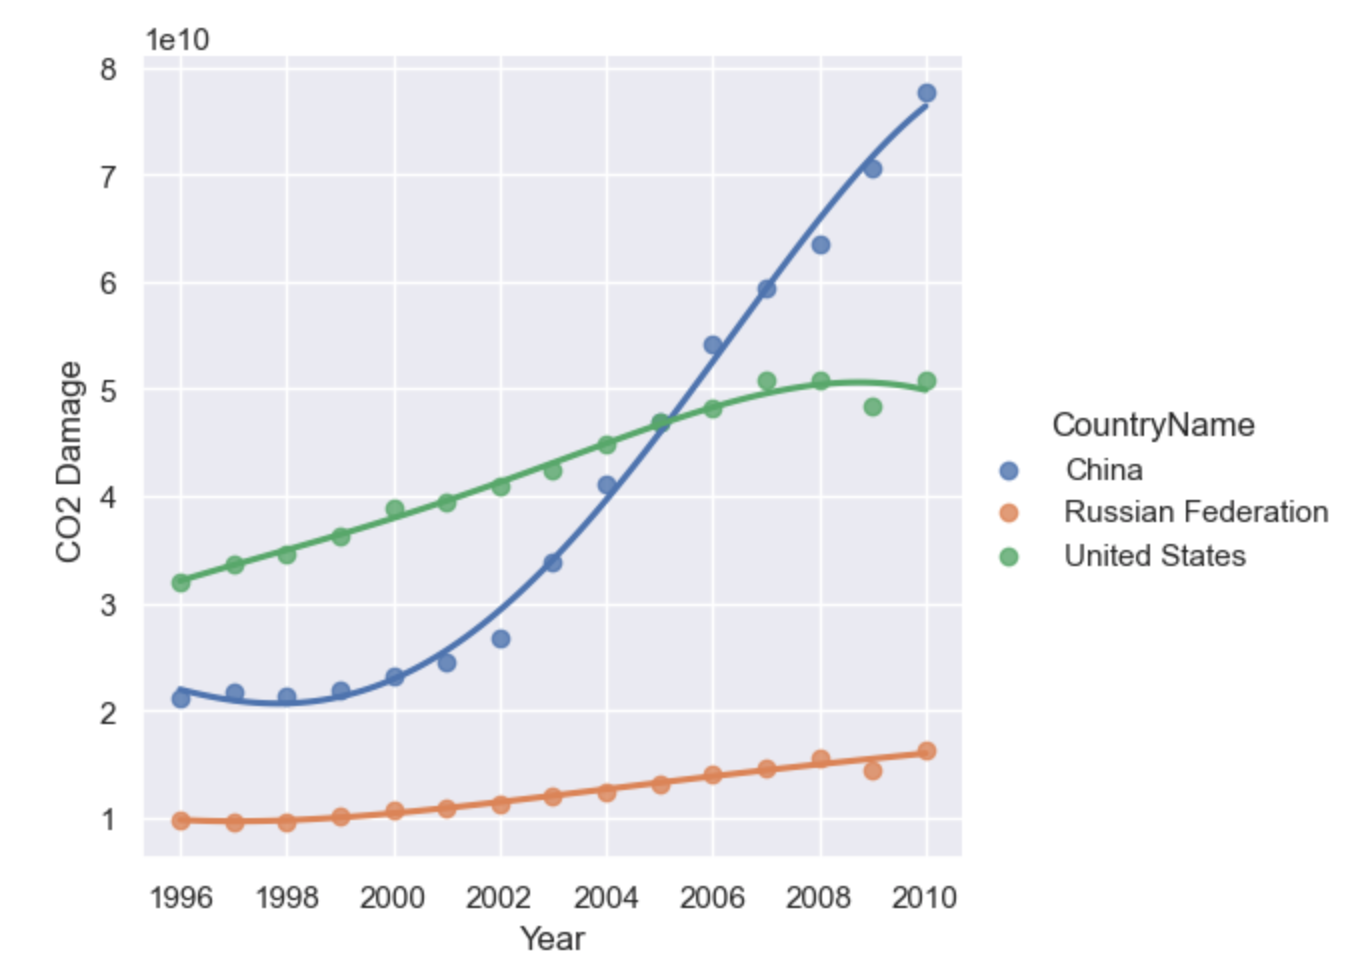 1e10
8
7
6
5
4
3
2
1
CO2 Damage
1996 1998 2000 2002 2004 2006 2008 2010
Year
CountryName
China
Russian Federation
United States